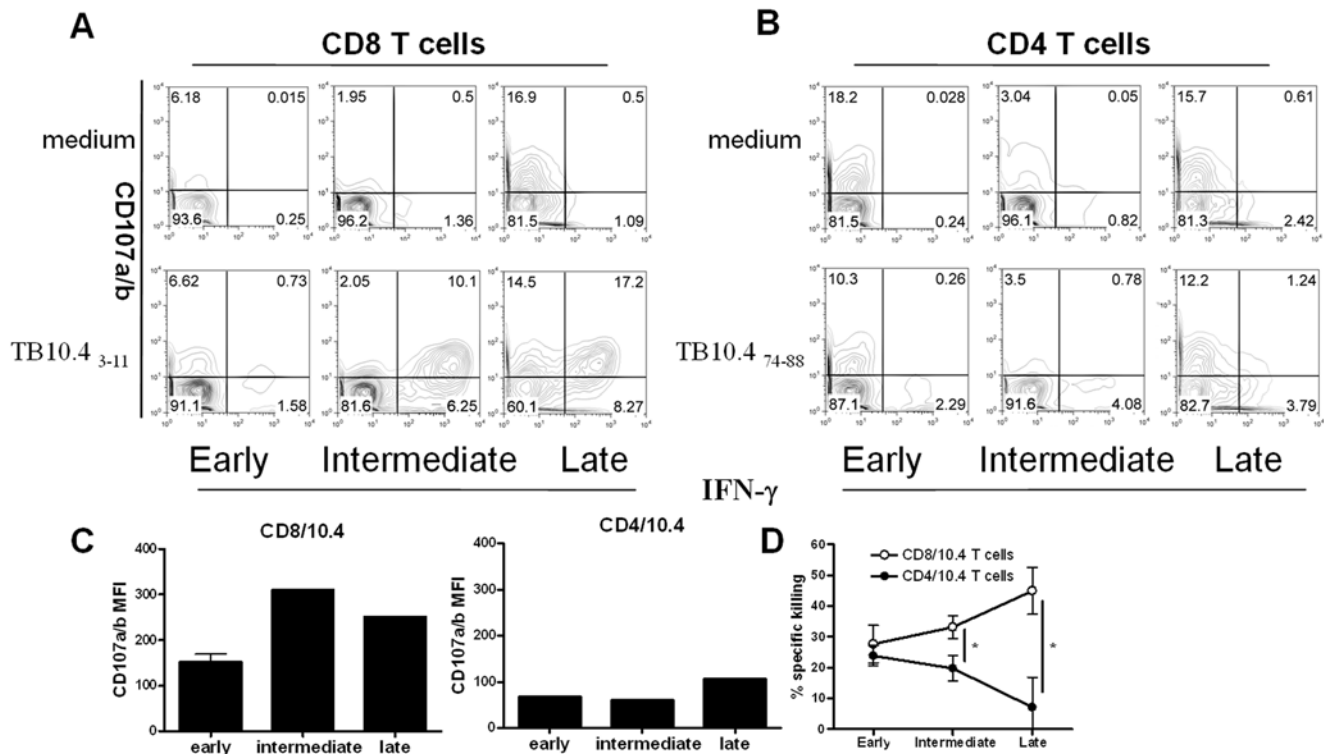 A
CD8 T cells
B
CD4 T cells
CD107a/b
medium
6.18 0.015
93.6 0.25
1.95 0.5
96.2 1.36
16.9 0.5
81.5 1.09
medium
18.2 0.028
81.5 0.24
3.04 0.05
96.1 0.82
15.7 0.61
81.3 2.42
TB10.4 3-11
6.62 0.73
91.1 1.58
2.05 10.1
81.6 6.25
14.5 17.2
60.1 8.27
TB10.4 74-88
10.3 0.26
87.1 2.29
3.5 0.78
91.6 4.08
12.2 1.24
82.7 3.79
10⁰ 10¹ 10² 10³ 10⁴
Early Intermediate Late
IFN-γ
Early Intermediate Late
C
CD8/10.4
CD107a/b MFI
400
300
200
100
0
early intermediate late
CD4/10.4
CD107a/b MFI
400
300
200
100
0
early intermediate late
D
CD8/10.4 T cells
CD4/10.4 T cells
% specific killing
60
50
40
30
20
10
0
*
*
Early Intermediate Late